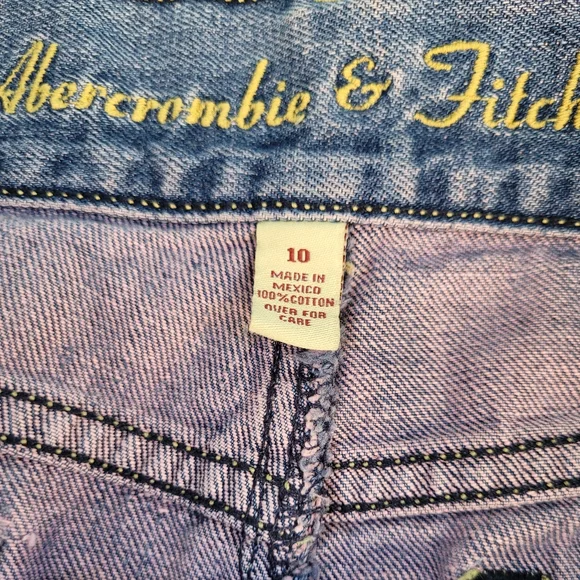 Abercrombie & Fitch
10
MADE IN
MEXICO
100% COTTON
OVER FOR
CARE